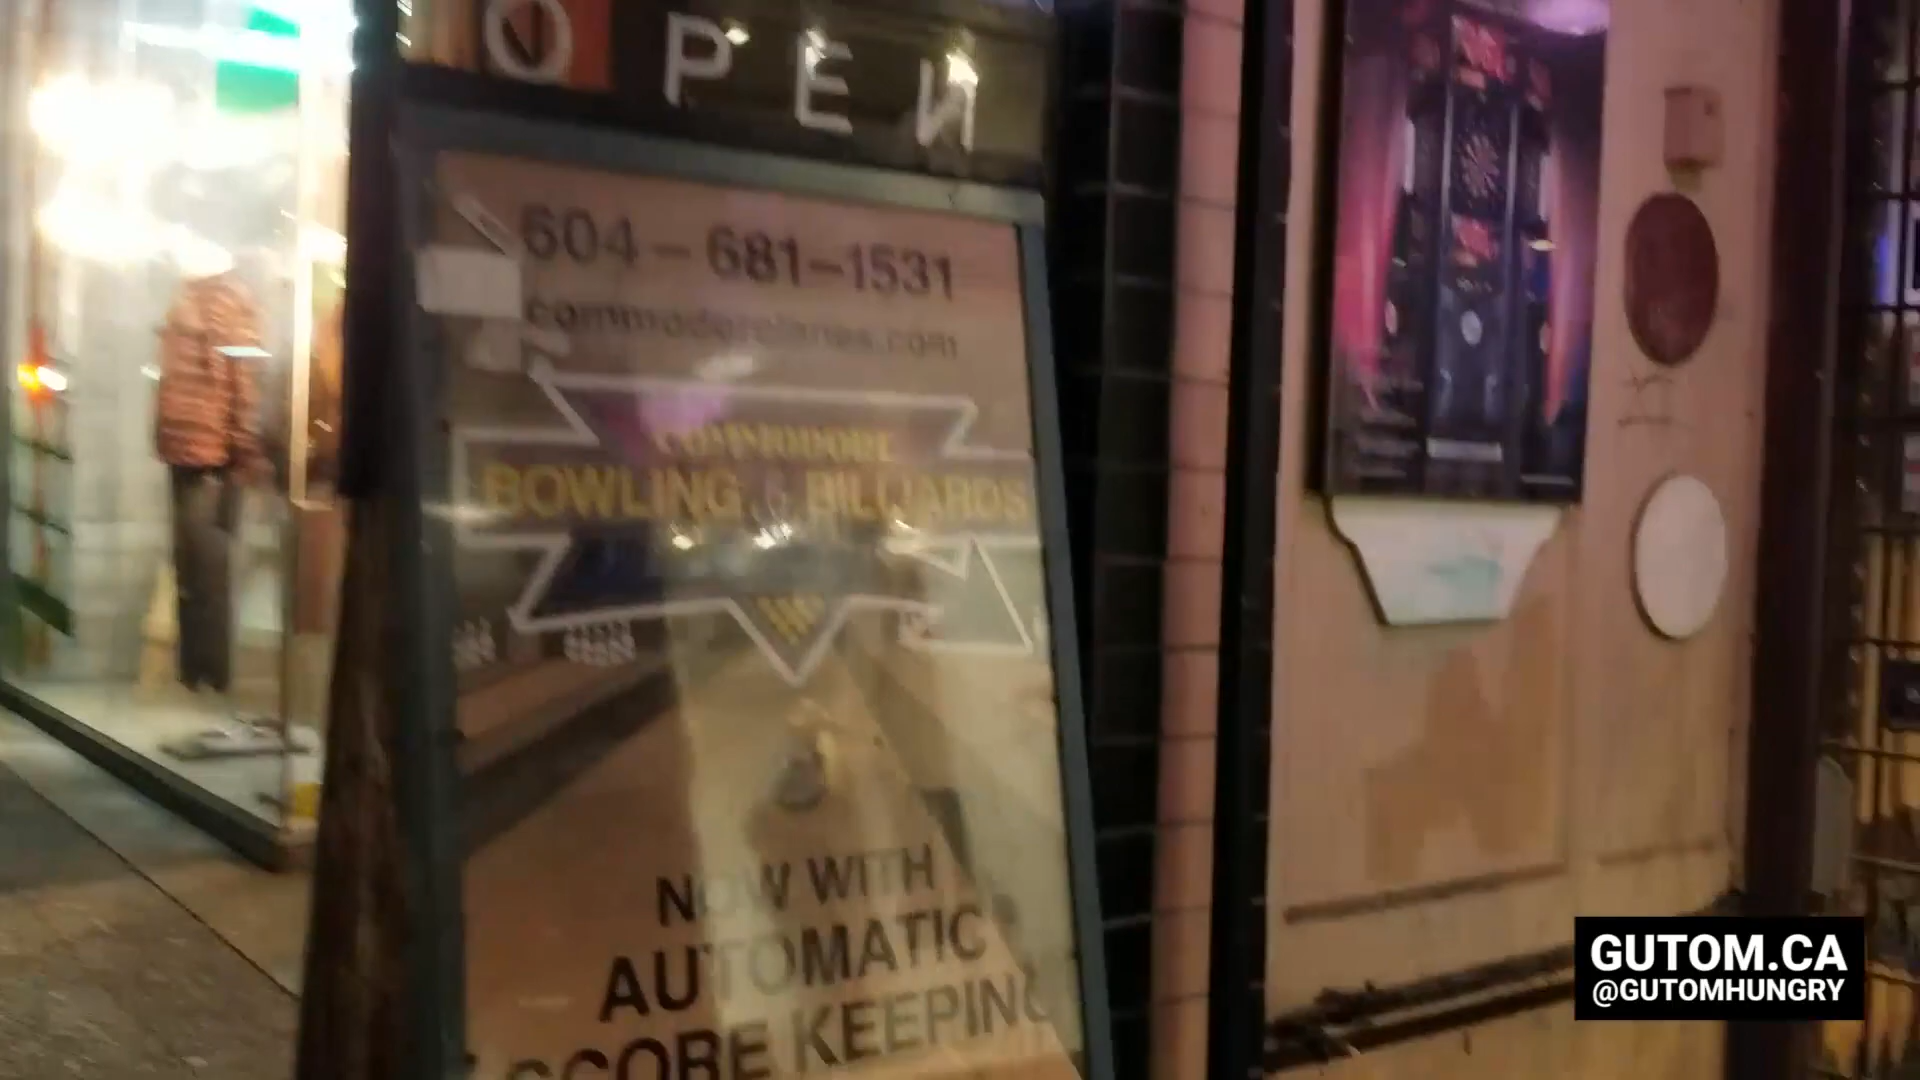 OPEN
604-681-1531
commodorelanes.com
COMMODORE
BOWLING & BILLIARDS
NOW WITH
AUTOMATIC
SCORE KEEPING
GUTOM.CA
@GUTOMHUNGRY